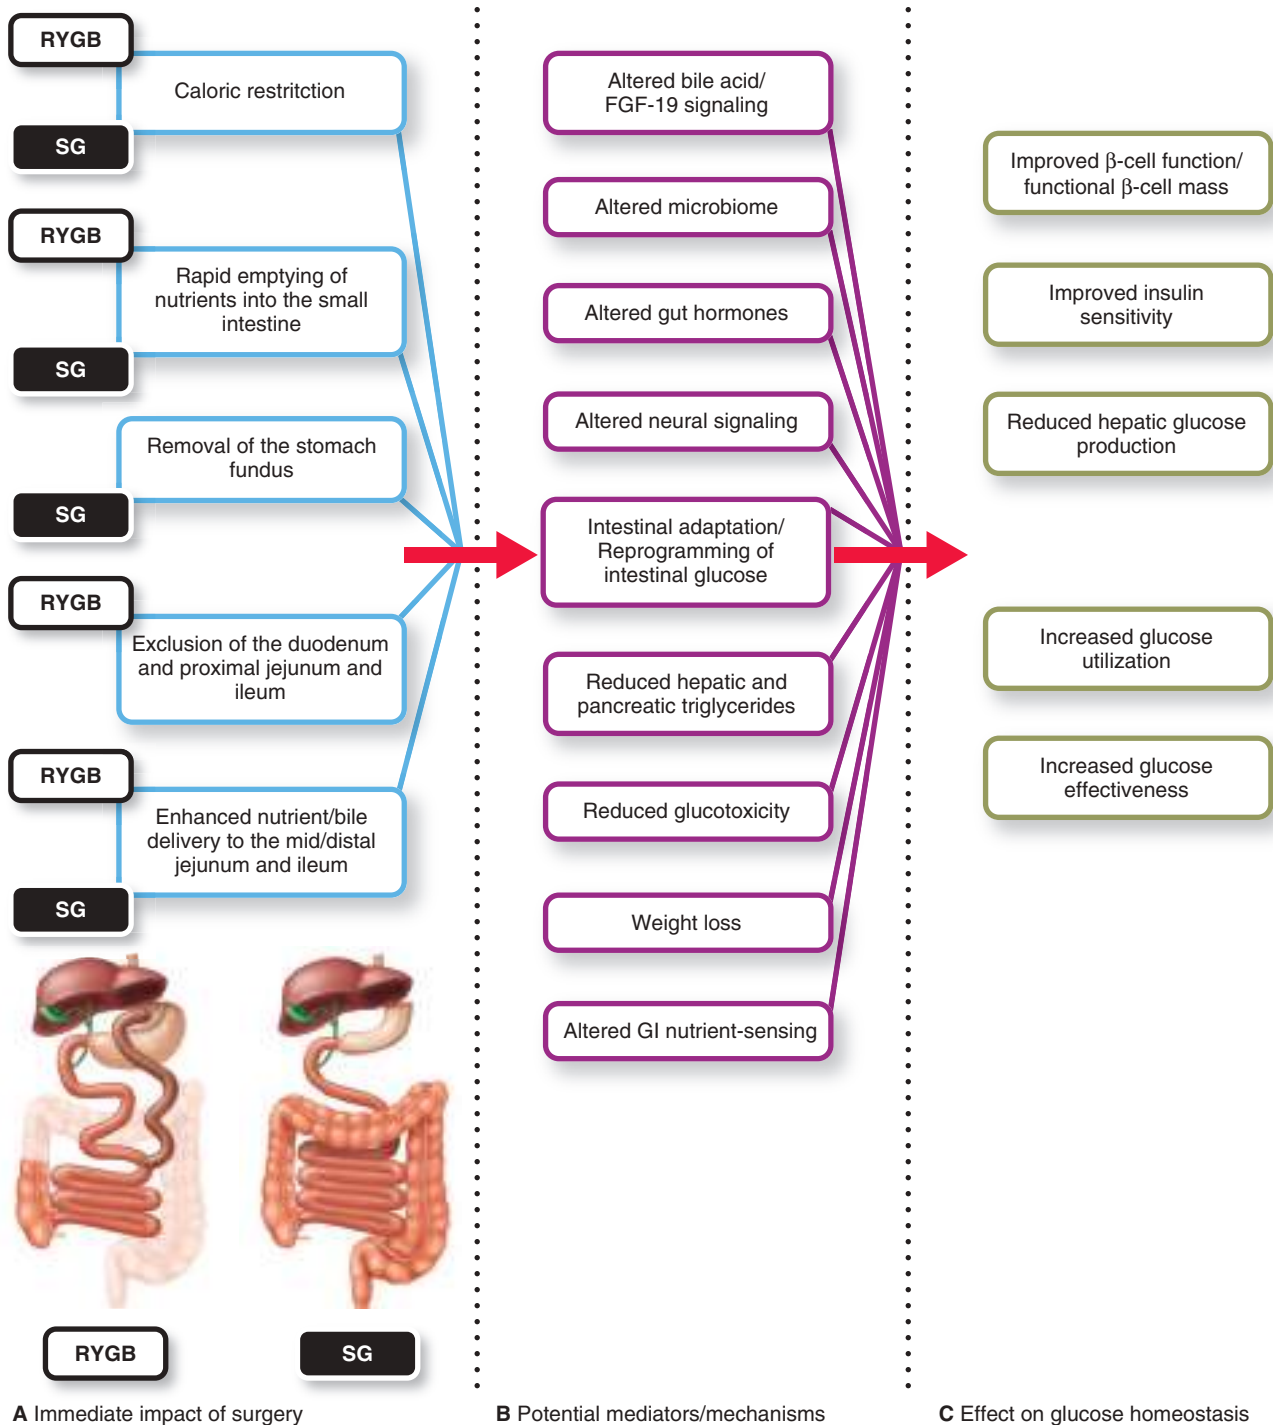 RYGB
Caloric restritction
SG
RYGB
Rapid emptying of
nutrients into the small
intestine
SG
Removal of the stomach
fundus
SG
RYGB
Exclusion of the duodenum
and proximal jejunum and
ileum
RYGB
Enhanced nutrient/bile
delivery to the mid/distal
jejunum and ileum
SG
RYGB
SG
A Immediate impact of surgery
Altered bile acid/
FGF-19 signaling
Altered microbiome
Altered gut hormones
Altered neural signaling
Intestinal adaptation/
Reprogramming of
intestinal glucose
Reduced hepatic and
pancreatic triglycerides
Reduced glucotoxicity
Weight loss
Altered GI nutrient-sensing
B Potential mediators/mechanisms
Improved β-cell function/
functional β-cell mass
Improved insulin
sensitivity
Reduced hepatic glucose
production
Increased glucose
utilization
Increased glucose
effectiveness
C Effect on glucose homeostasis